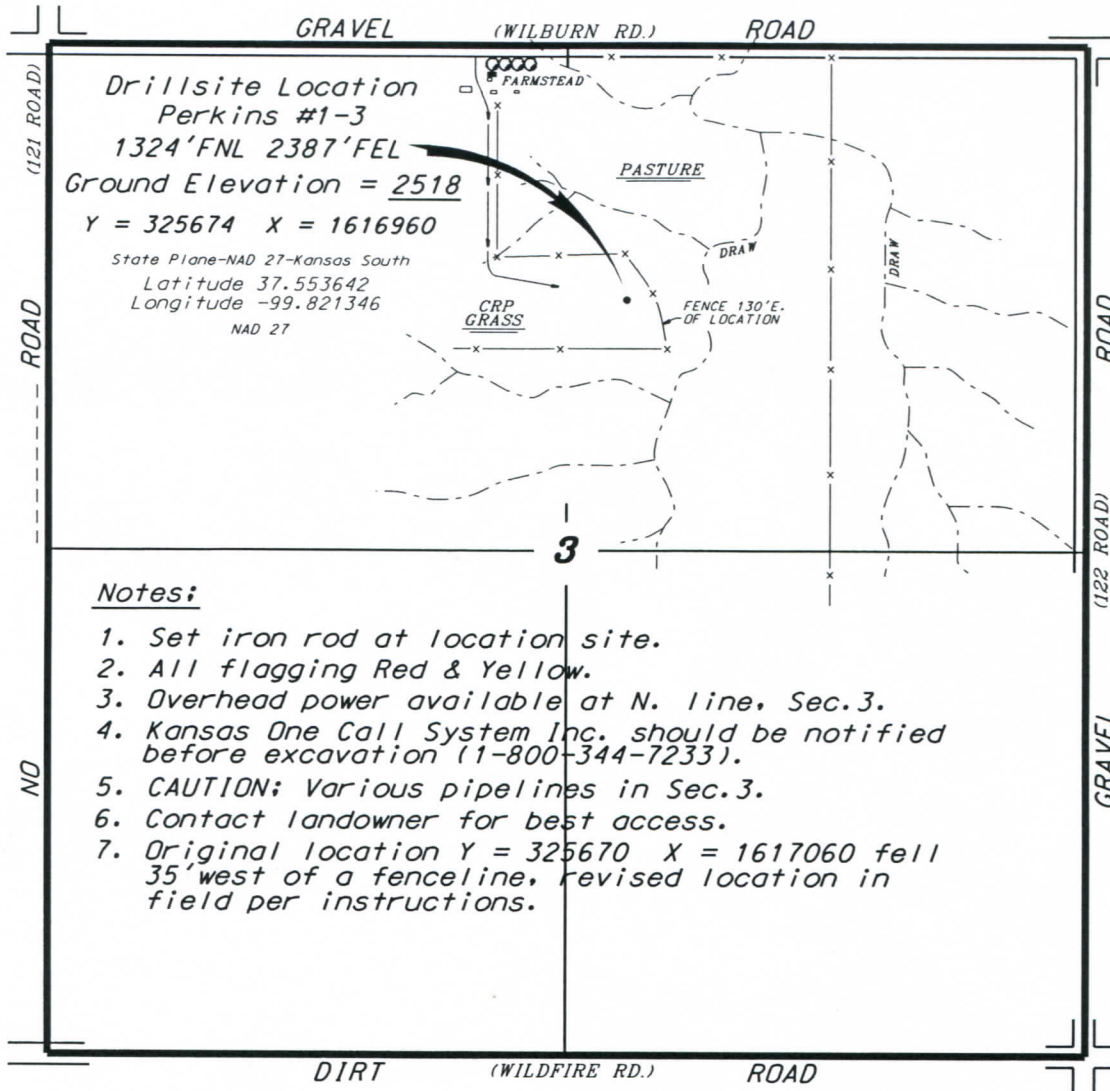 GRAVEL (WILBURN RD.) ROAD
(121 ROAD)
Drillsite Location
Perkins #1-3
1324'FNL 2387'FEL
Ground Elevation = 2518
Y = 325674 X = 1616960
State Plane-NAD 27-Kansas South
Latitude 37.553642
Longitude -99.821346
NAD 27
FARMSTEAD
PASTURE
DRAW
DRAW
CRP
GRASS
FENCE 130'E.
OF LOCATION
ROAD
ROAD
3
(122 ROAD)
Notes:
1. Set iron rod at location site.
2. All flagging Red & Yellow.
3. Overhead power available at N. line, Sec.3.
4. Kansas One Call System Inc. should be notified
before excavation (1-800-344-7233).
5. CAUTION: Various pipelines in Sec.3.
6. Contact landowner for best access.
7. Original location Y = 325670 X = 1617060 fell
35'west of a fenceline, revised location in
field per instructions.
NO
GRAVEL
DIRT (WILDFIRE RD.) ROAD